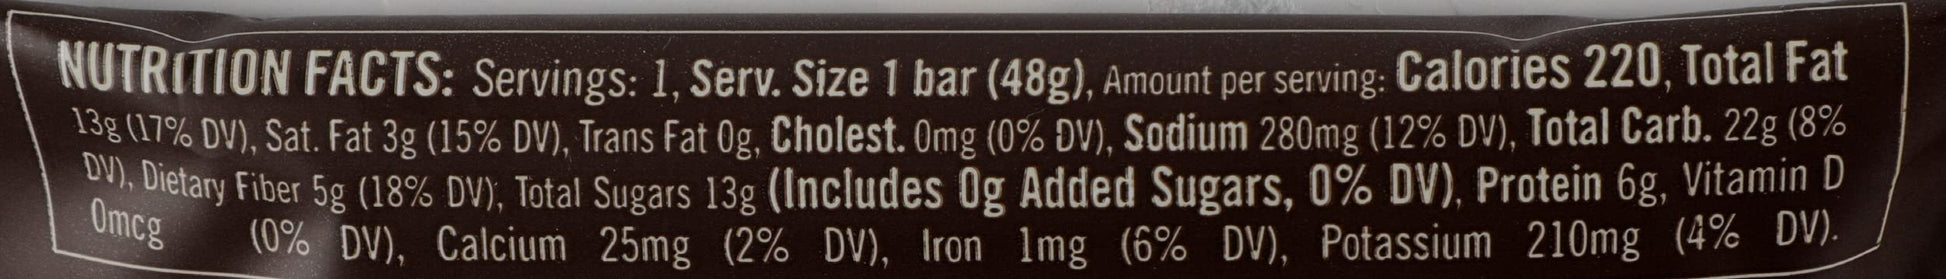 NUTRITION FACTS: Servings: 1, Serv. Size 1 bar (48g), Amount per serving: Calories 220, Total Fat
13g (17% DV), Sat. Fat 3g (15% DV), Trans Fat 0g, Cholest. 0mg (0% DV), Sodium 280mg (12% DV), Total Carb. 22g (8%
DV), Dietary Fiber 5g (18% DV), Total Sugars 13g (Includes 0g Added Sugars, 0% DV), Protein 6g, Vitamin D
0mcg (0% DV), Calcium 25mg (2% DV), Iron 1mg (6% DV), Potassium 210mg (4% DV).